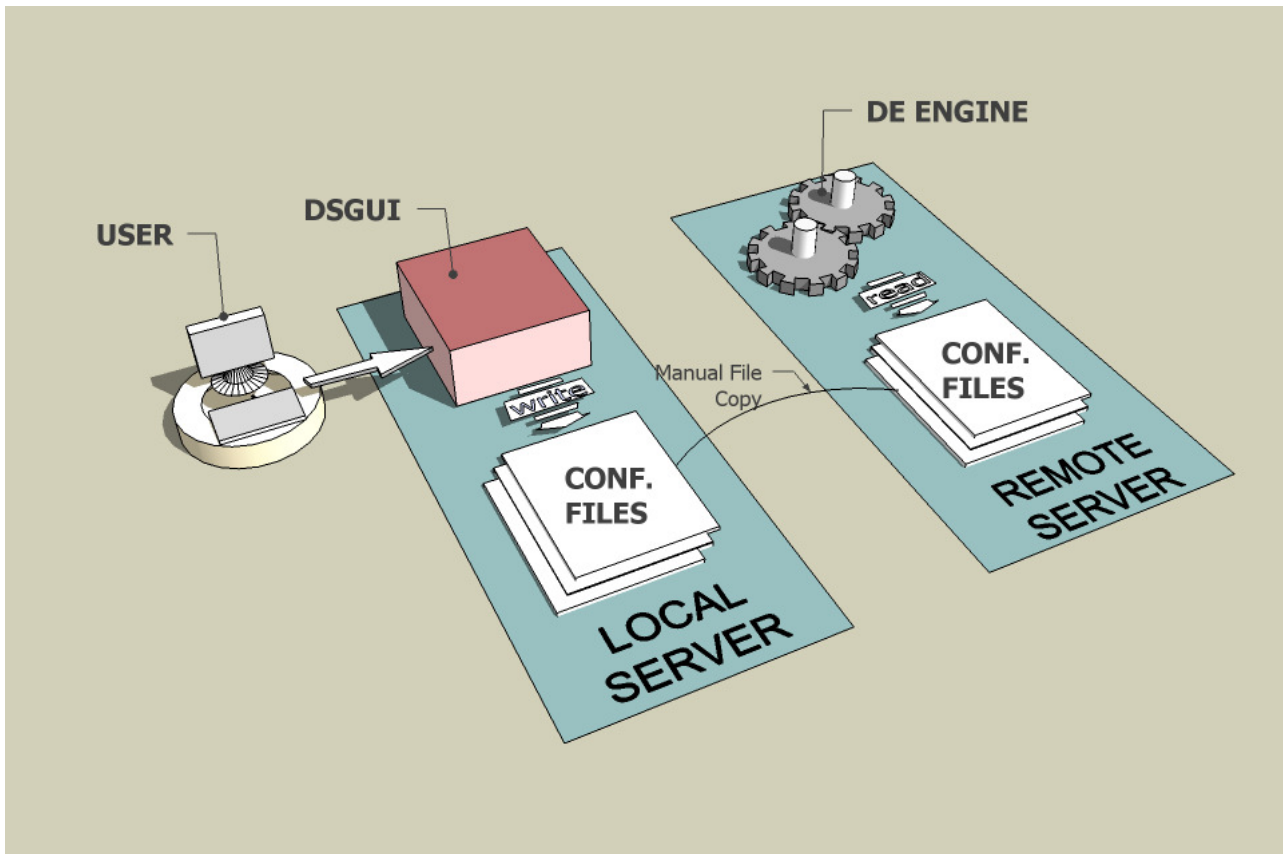 DE ENGINE
DSGUI
USER
read
CONF.
FILES
Manual File
Copy
write
CONF.
FILES
REMOTE
SERVER
LOCAL
SERVER